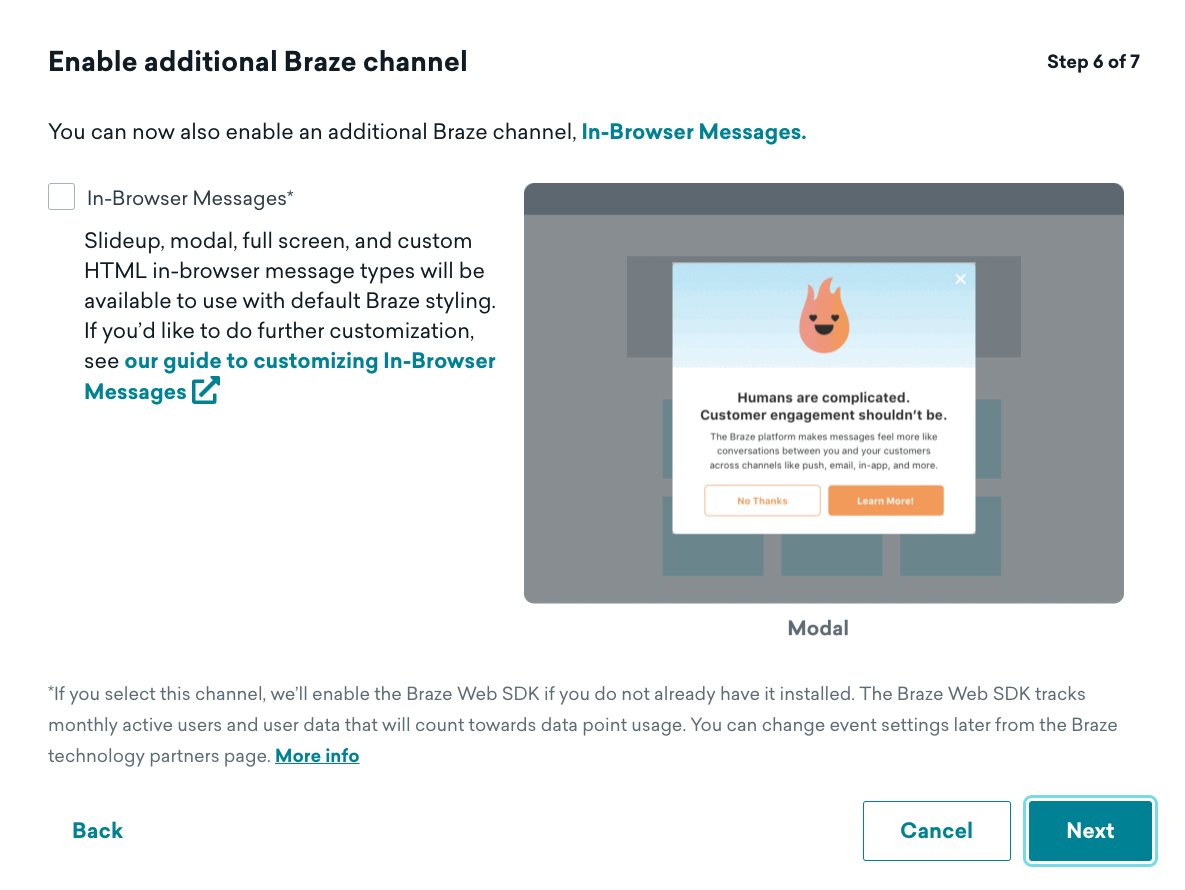 Enable additional Braze channel
Step 6 of 7
You can now also enable an additional Braze channel, In-Browser Messages.
In-Browser Messages*
Slideup, modal, full screen, and custom
HTML in-browser message types will be
available to use with default Braze styling.
If you’d like to do further customization,
see our guide to customizing In-Browser
Messages
Humans are complicated.
Customer engagement shouldn’t be.
The Braze platform makes messages feel more like
conversations between you and your customers
across channels like push, email, in-app, and more.
No Thanks
Learn More!
Modal
*If you select this channel, we’ll enable the Braze Web SDK if you do not already have it installed. The Braze Web SDK tracks
monthly active users and user data that will count towards data point usage. You can change event settings later from the Braze
technology partners page. More info
Back
Cancel
Next